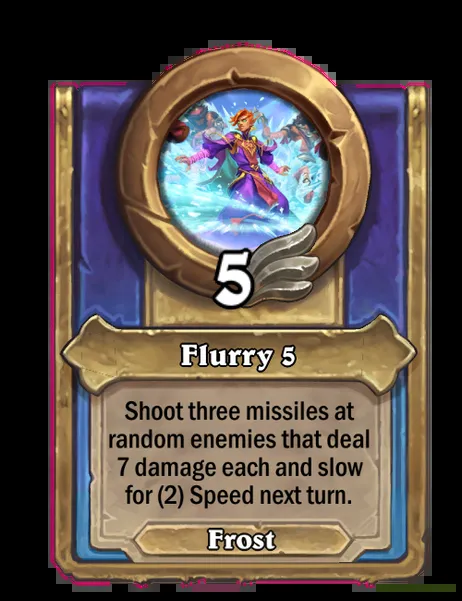 5
Flurry 5
Shoot three missiles at
random enemies that deal
7 damage each and slow
for (2) Speed next turn.
Frost